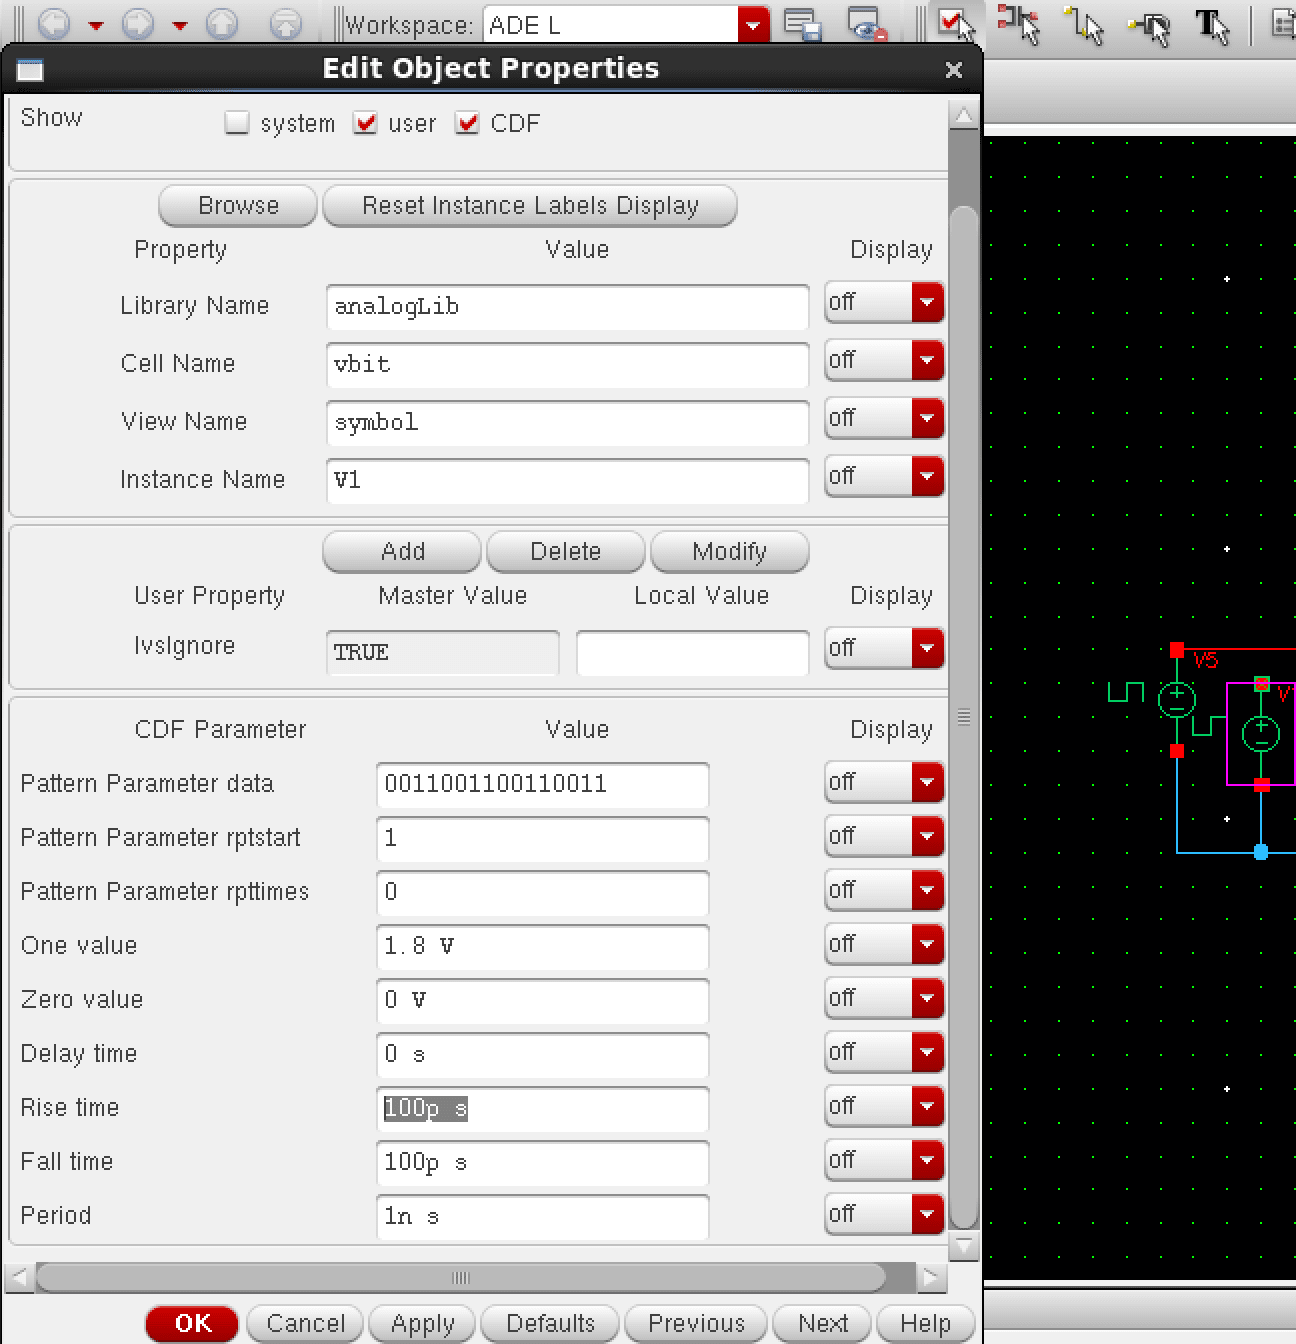 Workspace: ADE L
Edit Object Properties
Show system user CDF
Browse Reset Instance Labels Display
Property Value Display
Library Name analogLib off
Cell Name vbit off
View Name symbol off
Instance Name V1 off
Add Delete Modify
User Property Master Value Local Value Display
lvsIgnore TRUE off
CDF Parameter Value Display
Pattern Parameter data 0011001100110011 off
Pattern Parameter rptstart 1 off
Pattern Parameter rpttimes 0 off
One value 1.8 V off
Zero value 0 V off
Delay time 0 s off
Rise time 100p s off
Fall time 100p s off
Period 1n s off
OK Cancel Apply Defaults Previous Next Help
V5